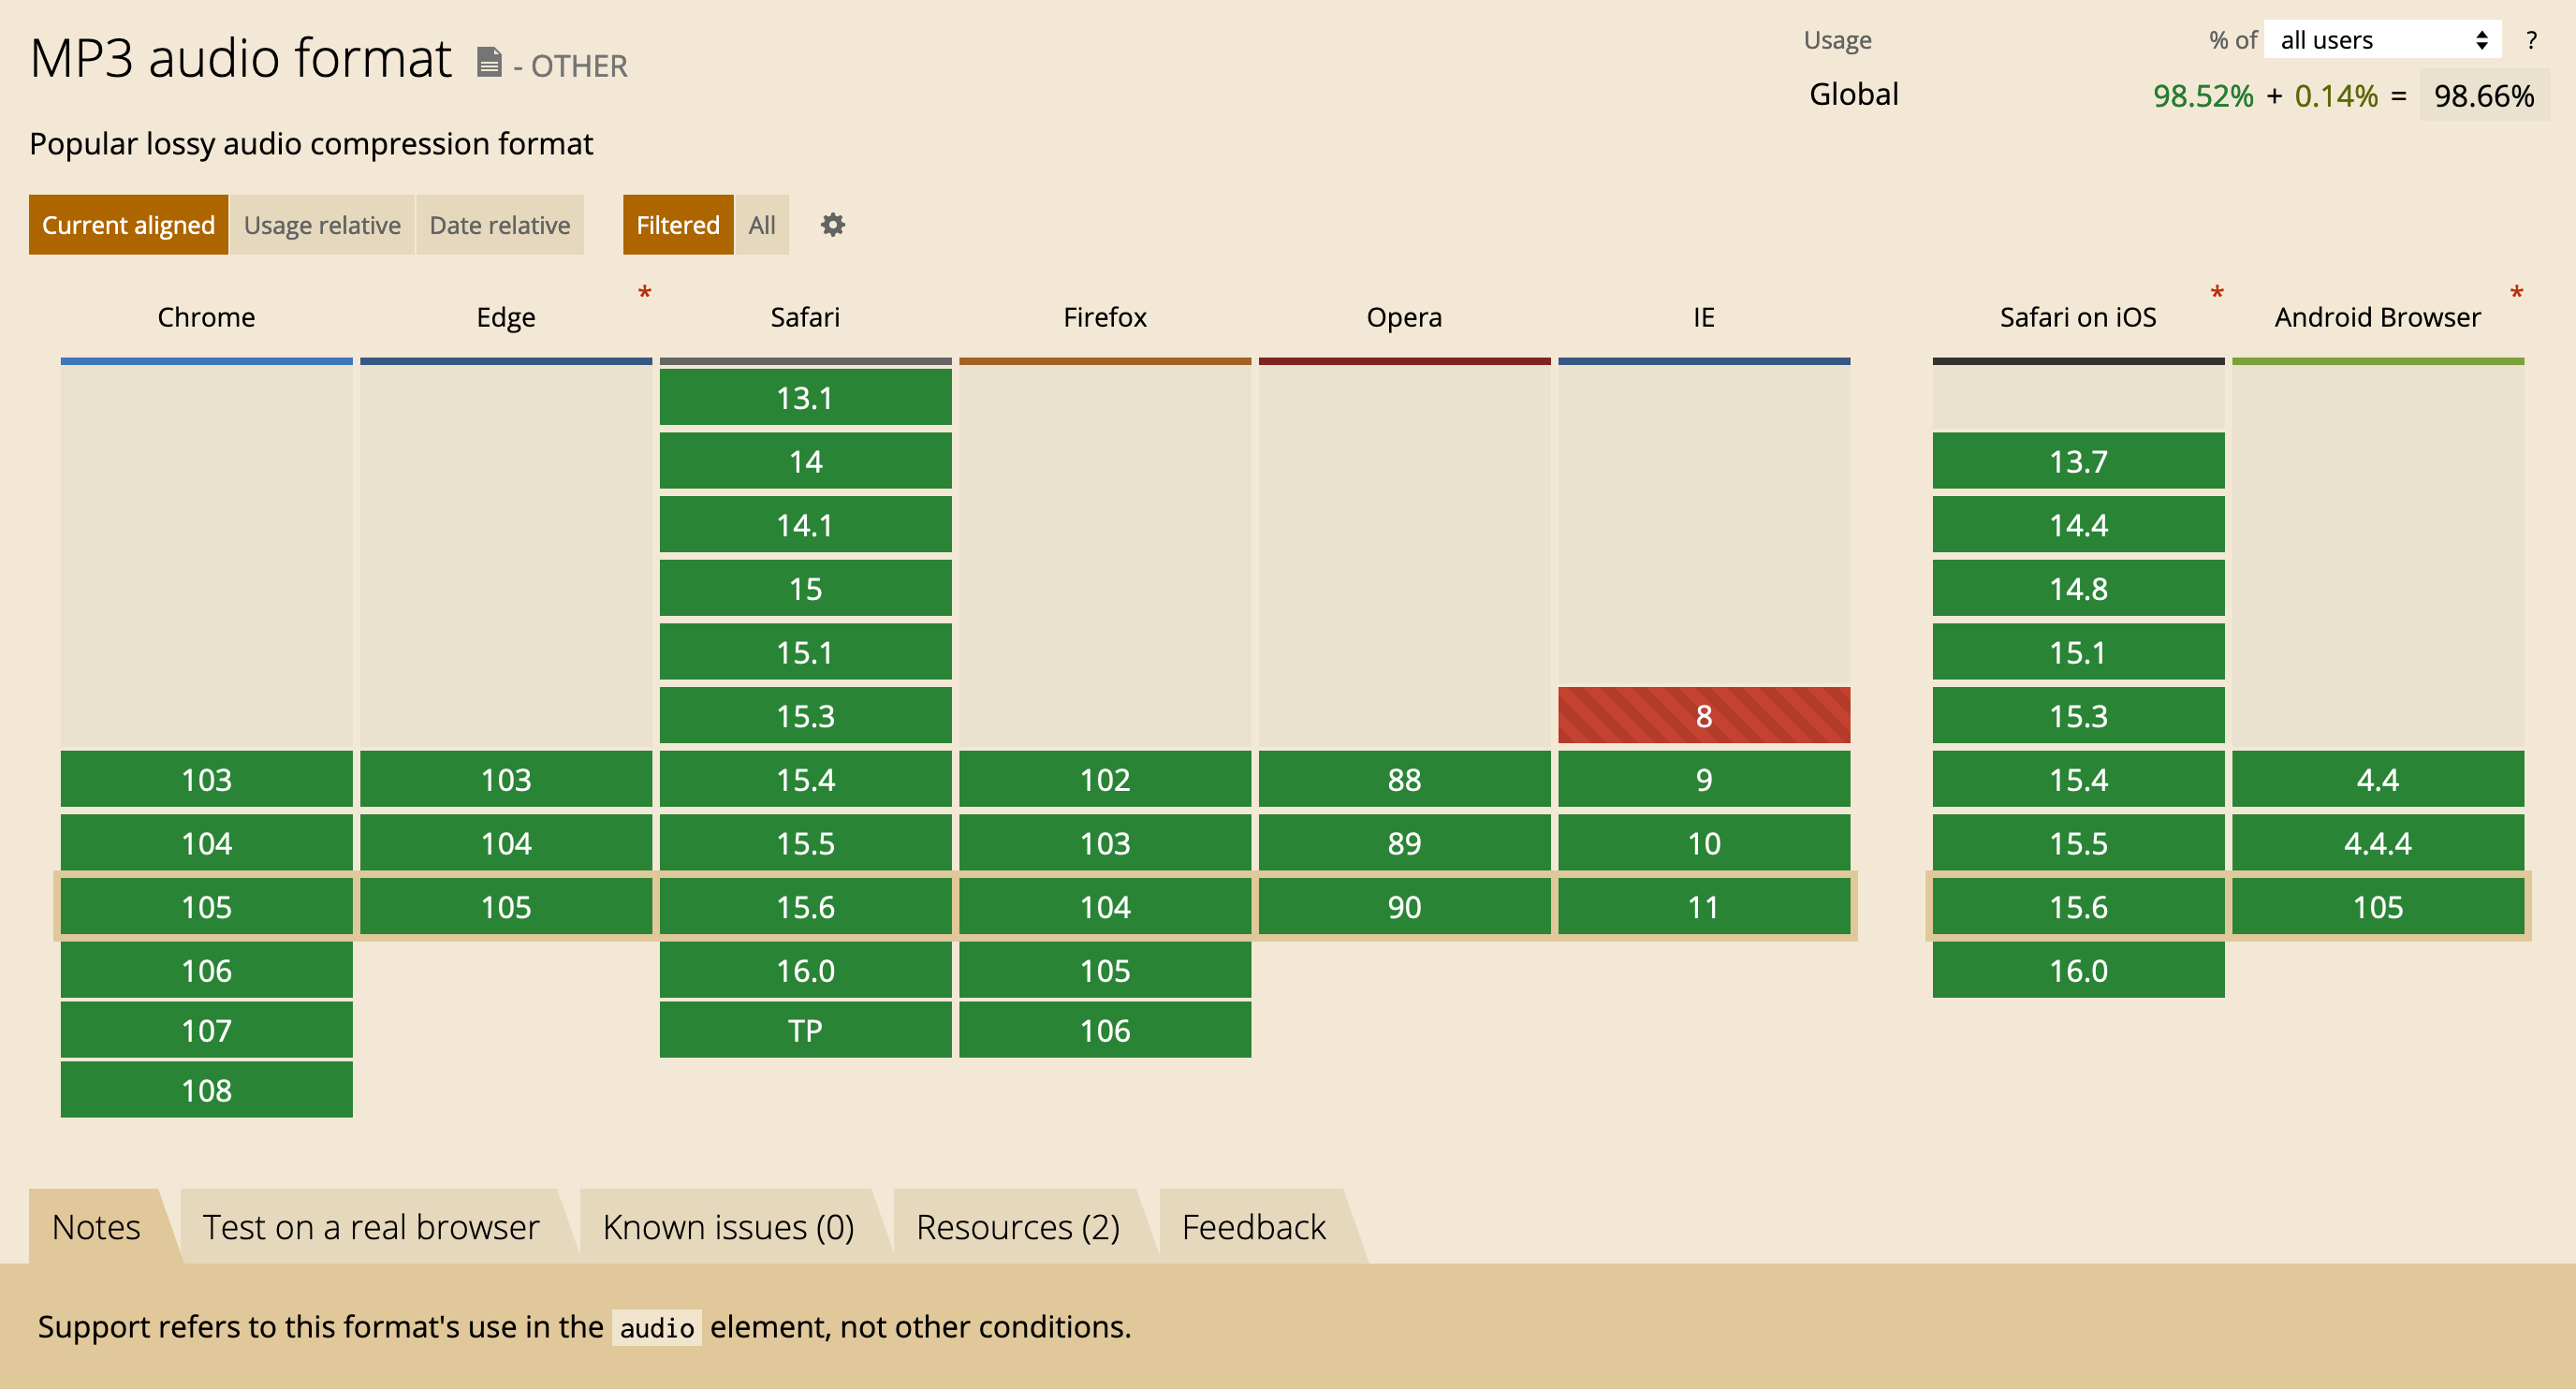 MP3 audio format - OTHER
Usage % of all users ?
Global 98.52% + 0.14% = 98.66%
Popular lossy audio compression format
Current aligned Usage relative Date relative Filtered All
* * *
Chrome Edge Safari Firefox Opera IE Safari on iOS Android Browser
13.1
14 13.7
14.1 14.4
15 14.8
15.1 15.1
15.3 8 15.3
103 103 15.4 102 88 9 15.4 4.4
104 104 15.5 103 89 10 15.5 4.4.4
105 105 15.6 104 90 11 15.6 105
106 16.0 105 16.0
107 TP 106
108
Notes Test on a real browser Known issues (0) Resources (2) Feedback
Support refers to this format's use in the audio element, not other conditions.